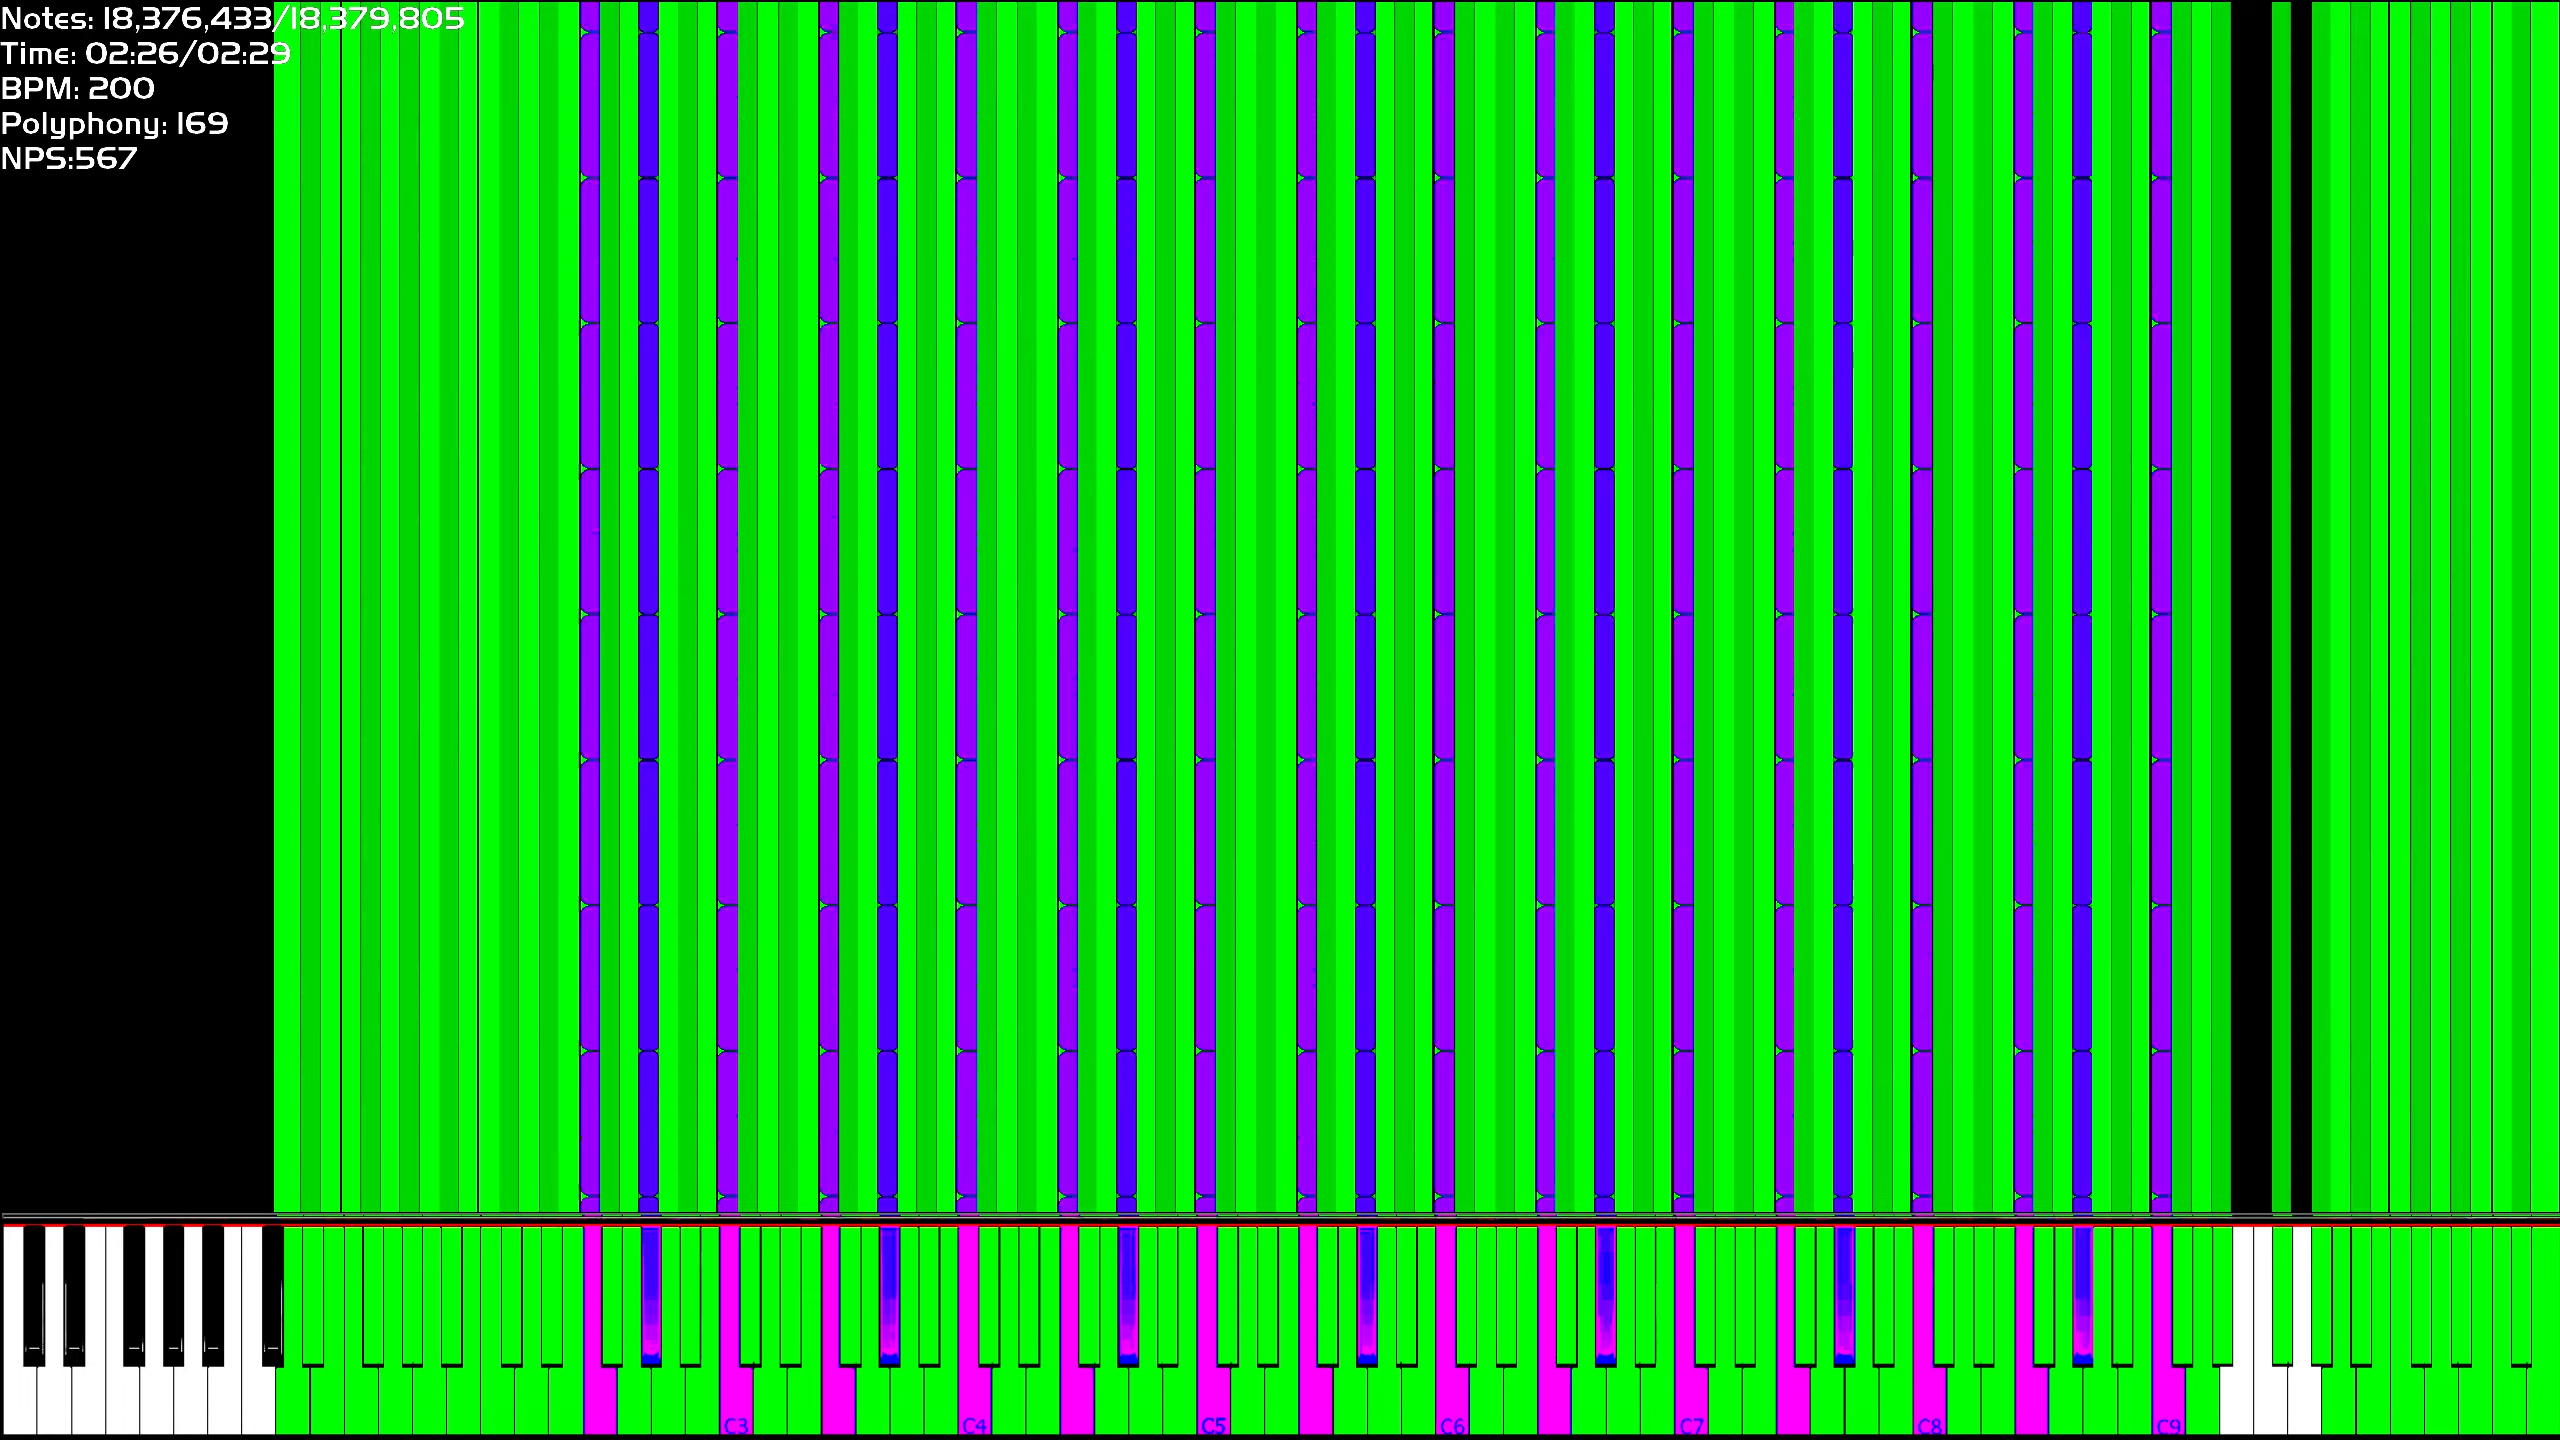 Notes: 18,376,433/18,379,805
Time: 02:26/02:29
BPM: 200
Polyphony: 169
NPS:567
C3 C4 C5 C6 C7 C8 C9